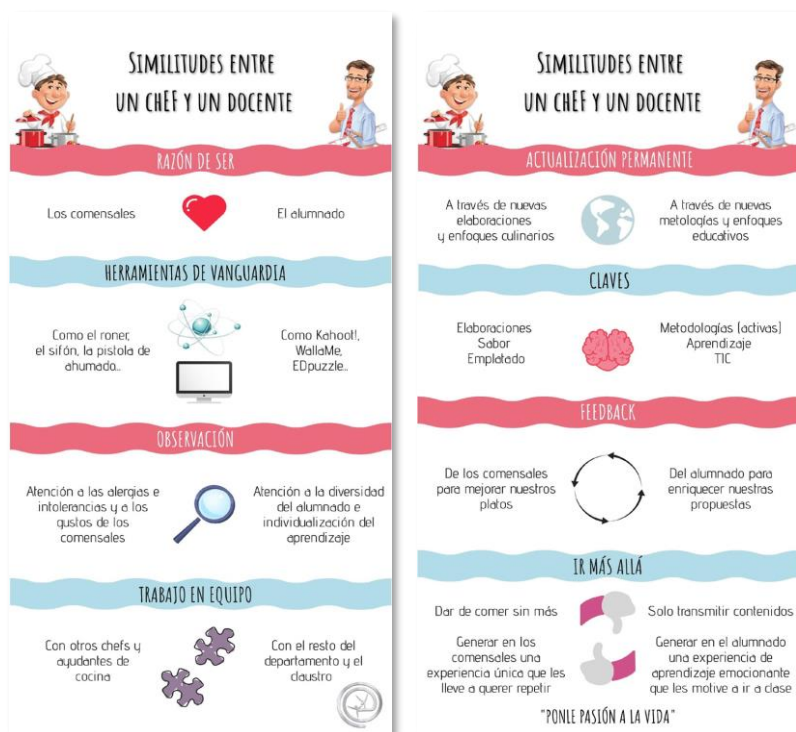 SIMILITUDES ENTRE
UN CHEF Y UN DOCENTE
RAZÓN DE SER
Los comensales
El alumnado
HERRAMIENTAS DE VANGUARDIA
Como el roner,
el sifón, la pistola de
ahumado...
Como Kahoot!,
WallaMe,
EDpuzzle...
OBSERVACIÓN
Atención a las alergias e
intolerancias y a los
gustos de los
comensales
Atención a la diversidad
del alumnado e
individualización del
aprendizaje
TRABAJO EN EQUIPO
Con otros chefs y
ayudantes de
cocina
Con el resto del
departamento y el
claustro
SIMILITUDES ENTRE
UN CHEF Y UN DOCENTE
ACTUALIZACIÓN PERMANENTE
A través de nuevas
elaboraciones
y enfoques culinarios
A través de nuevas
metologías y enfoques
educativos
CLAVES
Elaboraciones
Sabor
Emplatado
Metodologías (activas)
Aprendizaje
TIC
FEEDBACK
De los comensales
para mejorar nuestros
platos
Del alumnado para
enriquecer nuestras
propuestas
IR MÁS ALLÁ
Dar de comer sin más
Solo transmitir contenidos
Generar en los
comensales una
experiencia única que les
lleve a querer repetir
Generar en el alumnado
una experiencia de
aprendizaje emocionante
que les motive a ir a clase
"PONLE PASIÓN A LA VIDA"